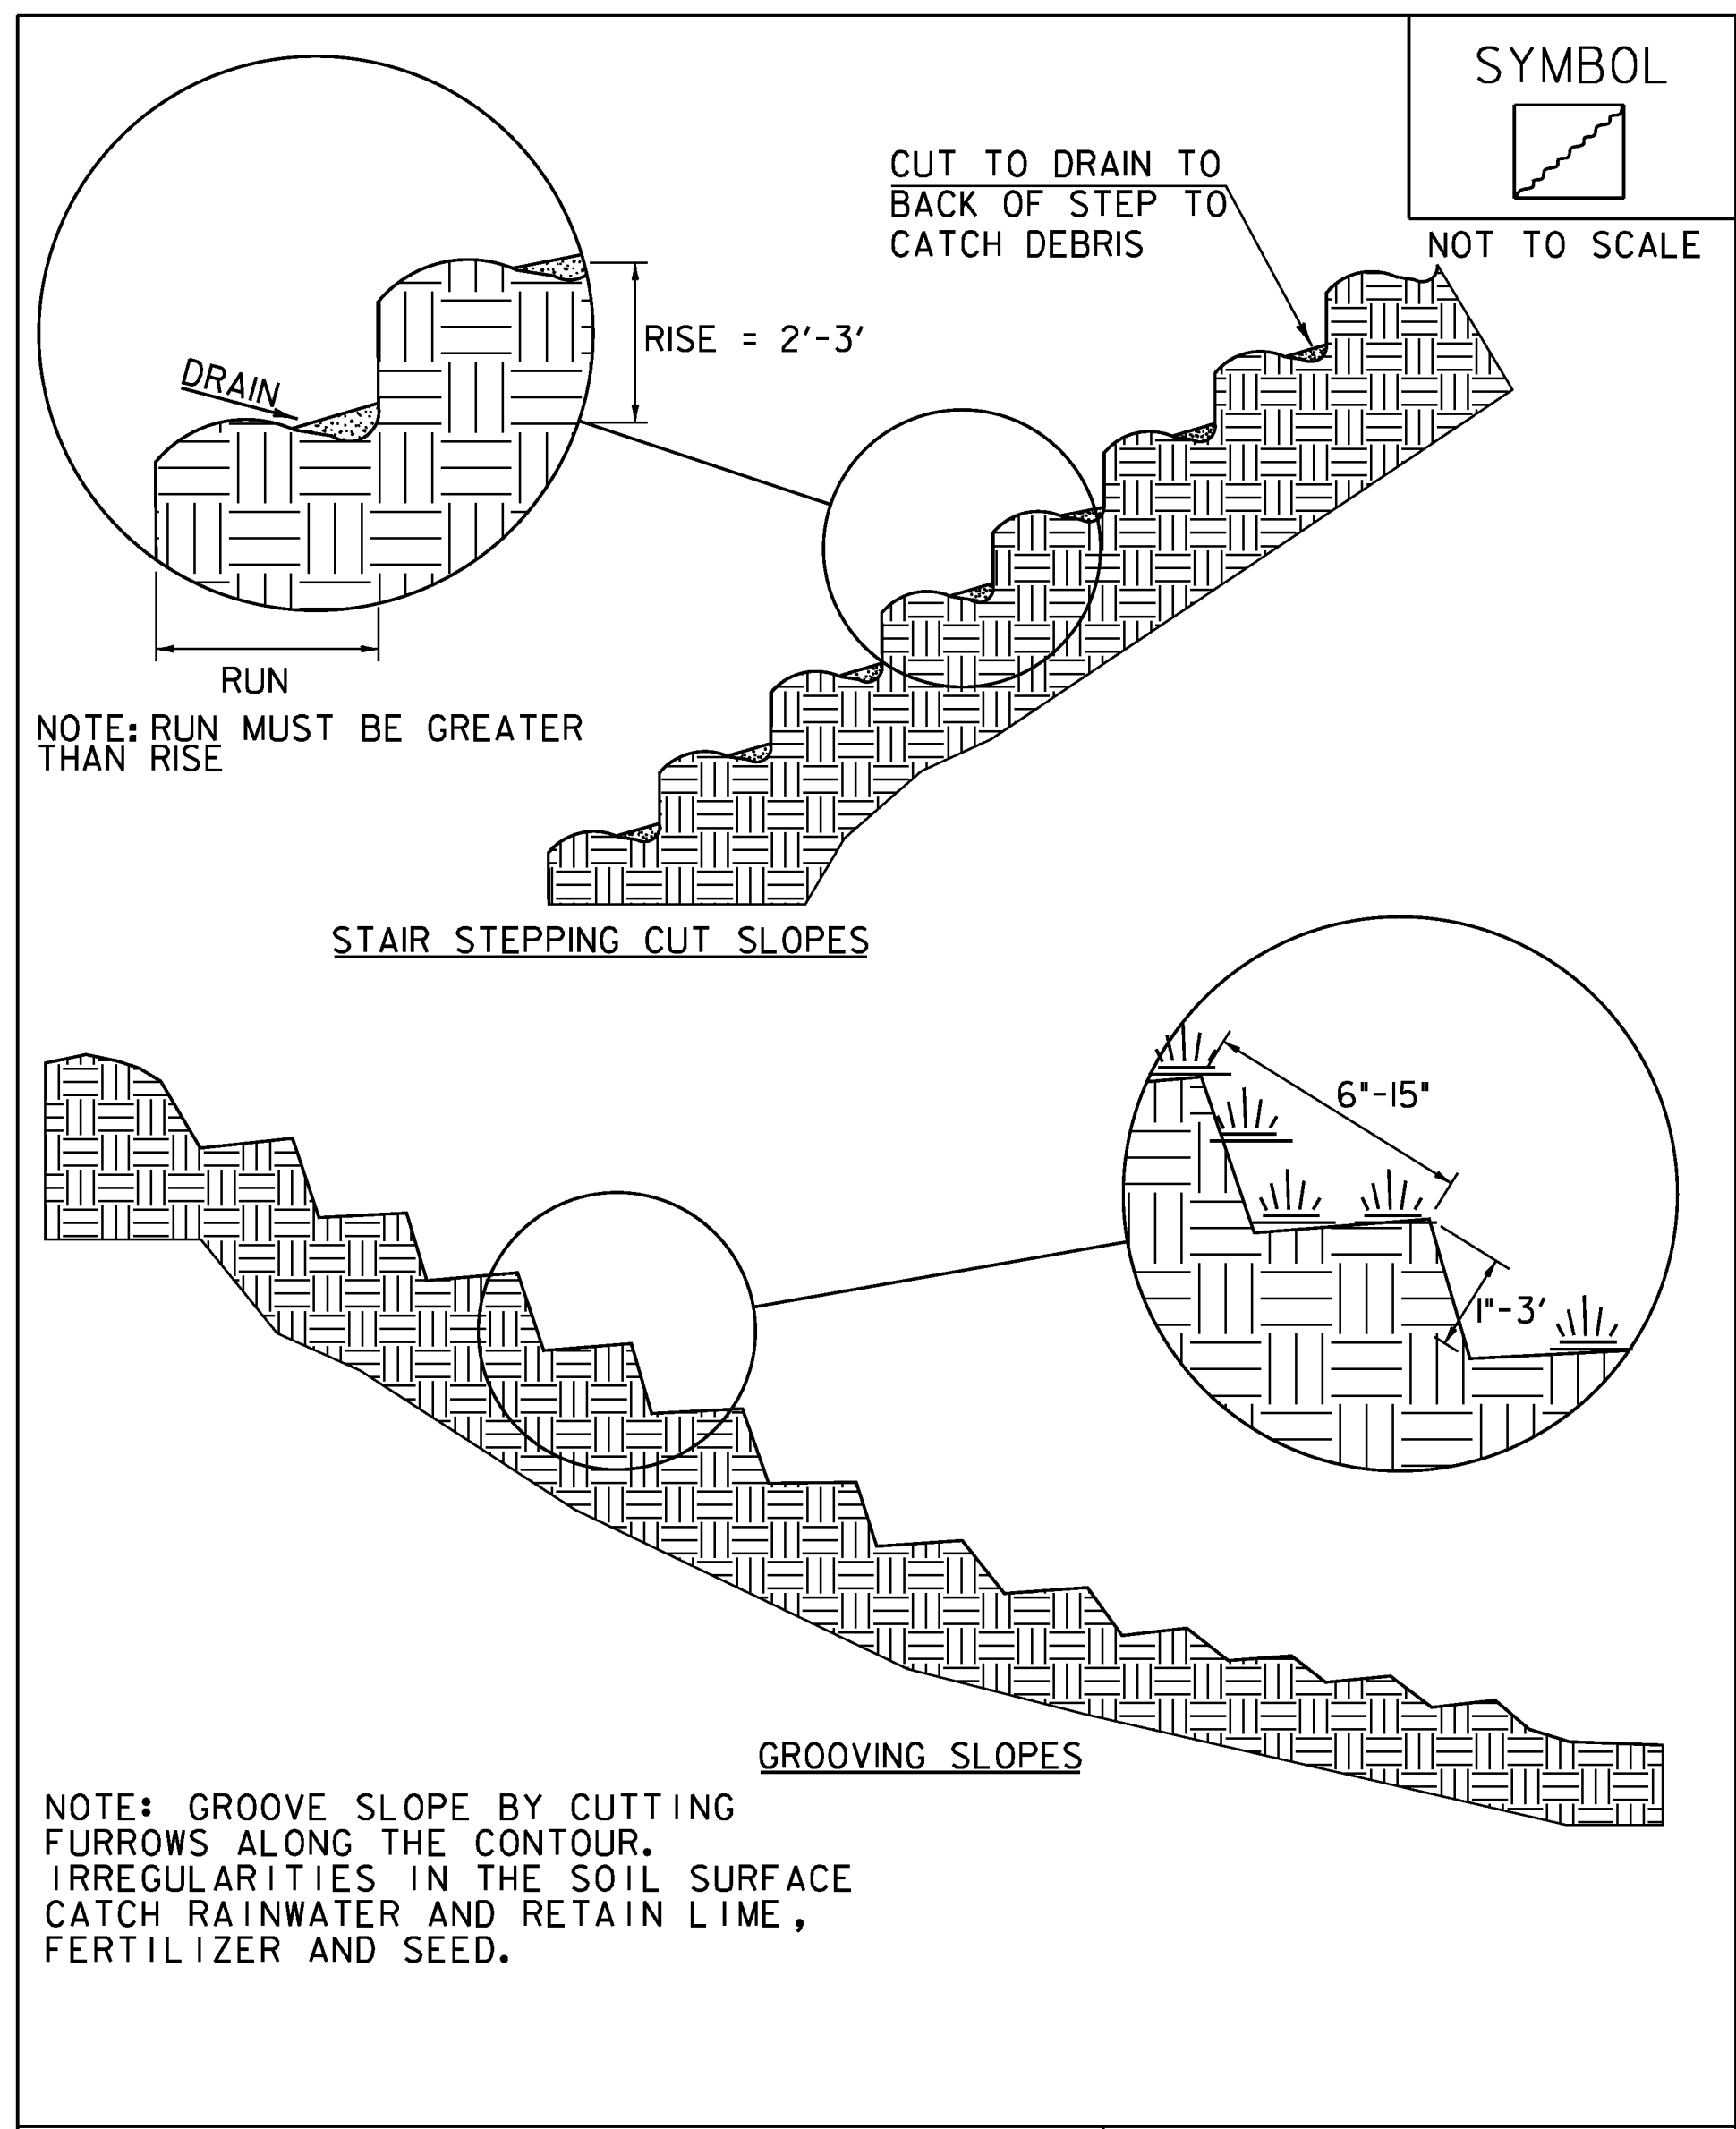 SYMBOL
NOT TO SCALE
CUT TO DRAIN TO
BACK OF STEP TO
CATCH DEBRIS
RISE = 2'-3'
DRAIN
RUN
NOTE: RUN MUST BE GREATER
THAN RISE
STAIR STEPPING CUT SLOPES
6"-15"
1"-3'
GROOVING SLOPES
NOTE: GROOVE SLOPE BY CUTTING
FURROWS ALONG THE CONTOUR.
IRREGULARITIES IN THE SOIL SURFACE
CATCH RAINWATER AND RETAIN LIME,
FERTILIZER AND SEED.